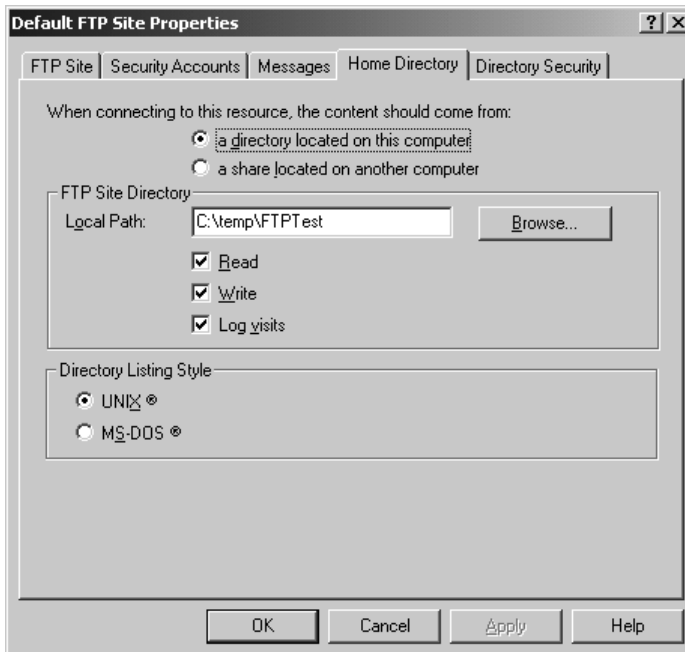 Default FTP Site Properties
FTP Site Security Accounts Messages Home Directory Directory Security
When connecting to this resource, the content should come from:
a directory located on this computer
a share located on another computer
FTP Site Directory
Local Path: C:\temp\FTPTest Browse...
Read
Write
Log visits
Directory Listing Style
UNIX ®
MS-DOS ®
OK Cancel Apply Help